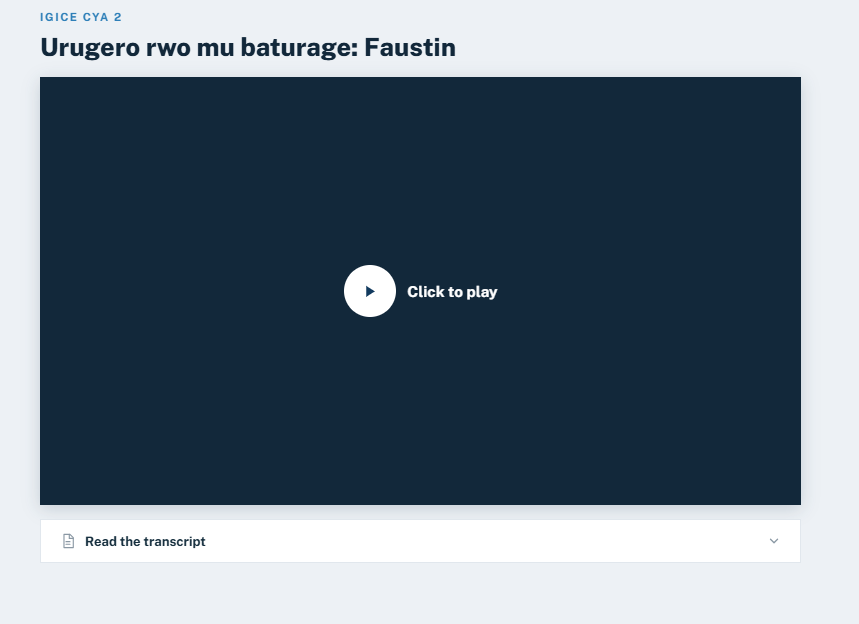 IGICE CYA 2
Urugero rwo mu baturage: Faustin
Click to play
Read the transcript